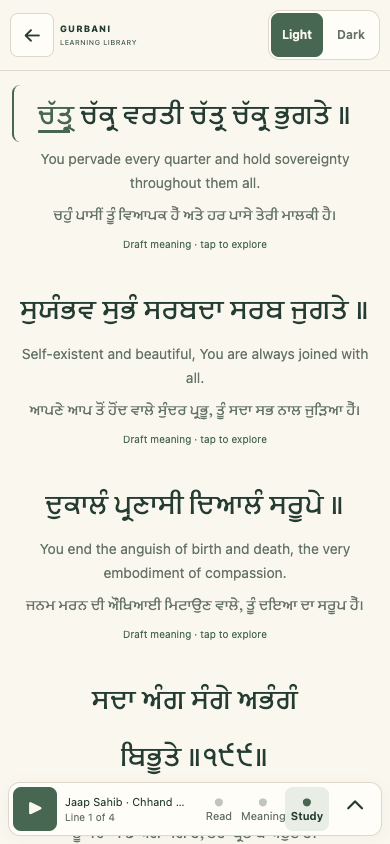 GURBANI
LEARNING LIBRARY
Light Dark
ਚੱਤ੍ਰ ਚੱਕ੍ਰ ਵਰਤੀ ਚੱਤ੍ਰ ਚੱਕ੍ਰ ਭੁਗਤੇ ॥
You pervade every quarter and hold sovereignty
throughout them all.
ਚਹੁੰ ਪਾਸੀਂ ਤੂੰ ਵਿਆਪਕ ਹੈਂ ਅਤੇ ਹਰ ਪਾਸੇ ਤੇਰੀ ਮਾਲਕੀ ਹੈ।
Draft meaning · tap to explore
ਸੁਯੰਭਵ ਸੁਭੰ ਸਰਬਦਾ ਸਰਬ ਜੁਗਤੇ ॥
Self-existent and beautiful, You are always joined with
all.
ਆਪਣੇ ਆਪ ਤੋਂ ਹੋਂਦ ਵਾਲੇ ਸੁੰਦਰ ਪ੍ਰਭੂ, ਤੂੰ ਸਦਾ ਸਭ ਨਾਲ ਜੁੜਿਆ ਹੈਂ।
Draft meaning · tap to explore
ਦੁਕਾਲੰ ਪ੍ਰਣਾਸੀ ਦਿਆਲੰ ਸਰੂਪੇ ॥
You end the anguish of birth and death, the very
embodiment of compassion.
ਜਨਮ ਮਰਨ ਦੀ ਔਖਿਆਈ ਮਿਟਾਉਣ ਵਾਲੇ, ਤੂੰ ਦਇਆ ਦਾ ਸਰੂਪ ਹੈਂ।
Draft meaning · tap to explore
ਸਦਾ ਅੰਗ ਸੰਗੇ ਅਭੰਗੰ
ਬਿਭੂਤੇ ॥੧੯੯॥
Jaap Sahib · Chhand ...
Line 1 of 4
Read Meaning Study